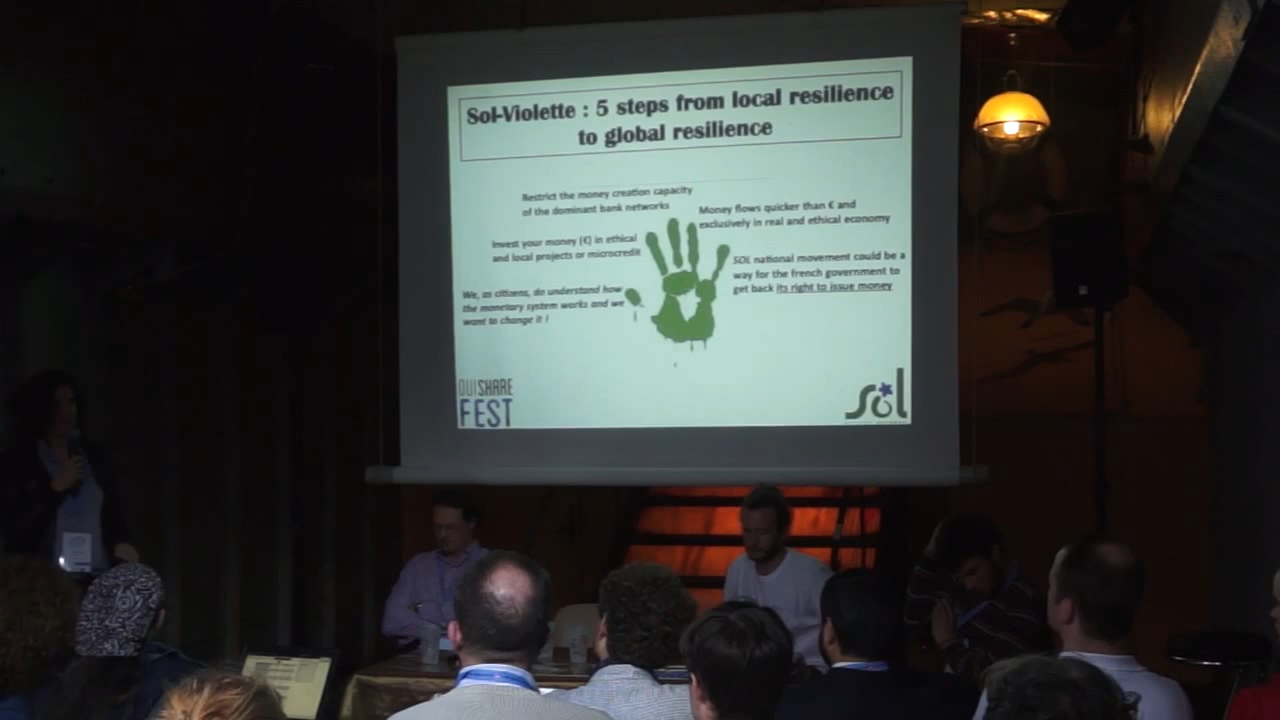 Sol-Violette : 5 steps from local resilience
to global resilience
Restrict the money creation capacity
of the dominant bank networks
Money flows quicker than € and
exclusively in real and ethical economy
Invest your money (€) in ethical
and local projects or microcredit
SOL national movement could be a
way for the french government to
get back its right to issue money
We, as citizens, do understand how
the monetary system works and we
want to change it !
OUISHARE
FEST
sol